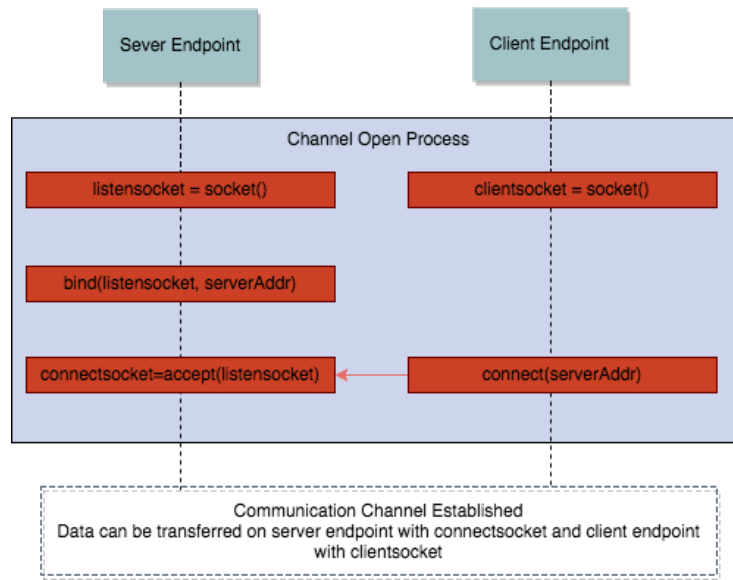 Sever Endpoint
Client Endpoint
Channel Open Process
listensocket = socket()
clientsocket = socket()
bind(listensocket, serverAddr)
connectsocket=accept(listensocket)
connect(serverAddr)
Communication Channel Established
Data can be transferred on server endpoint with connectsocket and client endpoint
with clientsocket